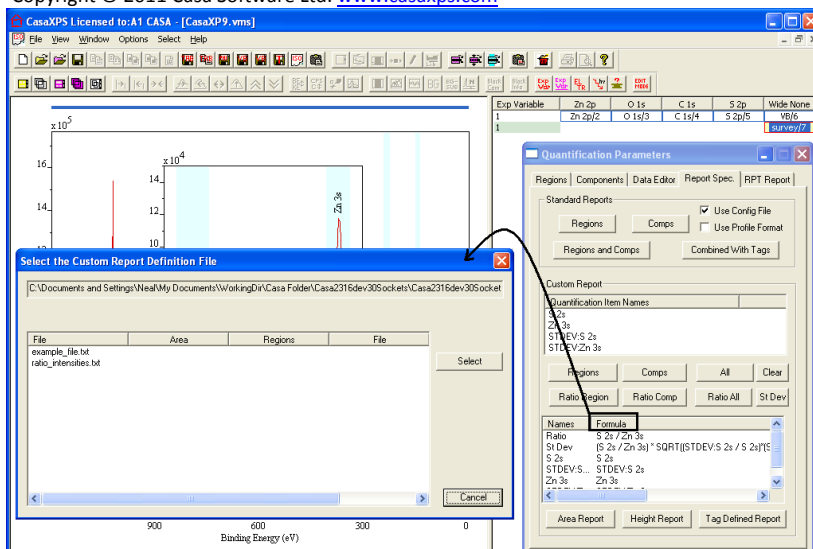 Copyright © 2011 Casa Software Ltd. www.casaxps.com
CasaXPS Licensed to:A1 CASA - [CasaXP9.vms]
File View Window Options Select Help
Exp Variable Zn 2p O 1s C 1s S 2p Wide None
1 Zn 2p/2 O 1s/3 C 1s/4 S 2p/5 VB/6
1 survey/7
x 10^5
16
14
x 10^4
14
12
10
Zn 3s
Quantification Parameters
Regions Components Data Editor Report Spec. RPT Report
Standard Reports
Use Config File
Regions Comps
Use Profile Format
Regions and Comps Combined With Tags
Custom Report
Quantification Item Names
S 2s
Zn 3s
STDEV:S 2s
STDEV:Zn 3s
Regions Comps All Clear
Ratio Region Ratio Comp Ratio All St Dev
Names Formula
Ratio S 2s / Zn 3s
St Dev (S 2s / Zn 3s) * SQRT((STDEV:S 2s / S 2s)*(S
S 2s S 2s
STDEV:S... STDEV:S 2s
Zn 3s Zn 3s
Area Report Height Report Tag Defined Report
Select the Custom Report Definition File
C:\Documents and Settings\Neal\My Documents\WorkingDir\Casa Folder\Casa2316dev30Sockets\Casa2316dev30Socket
File Area Regions File
example_file.txt
ratio_intensities.txt
Select
Cancel
900 600 300 0
Binding Energy (eV)